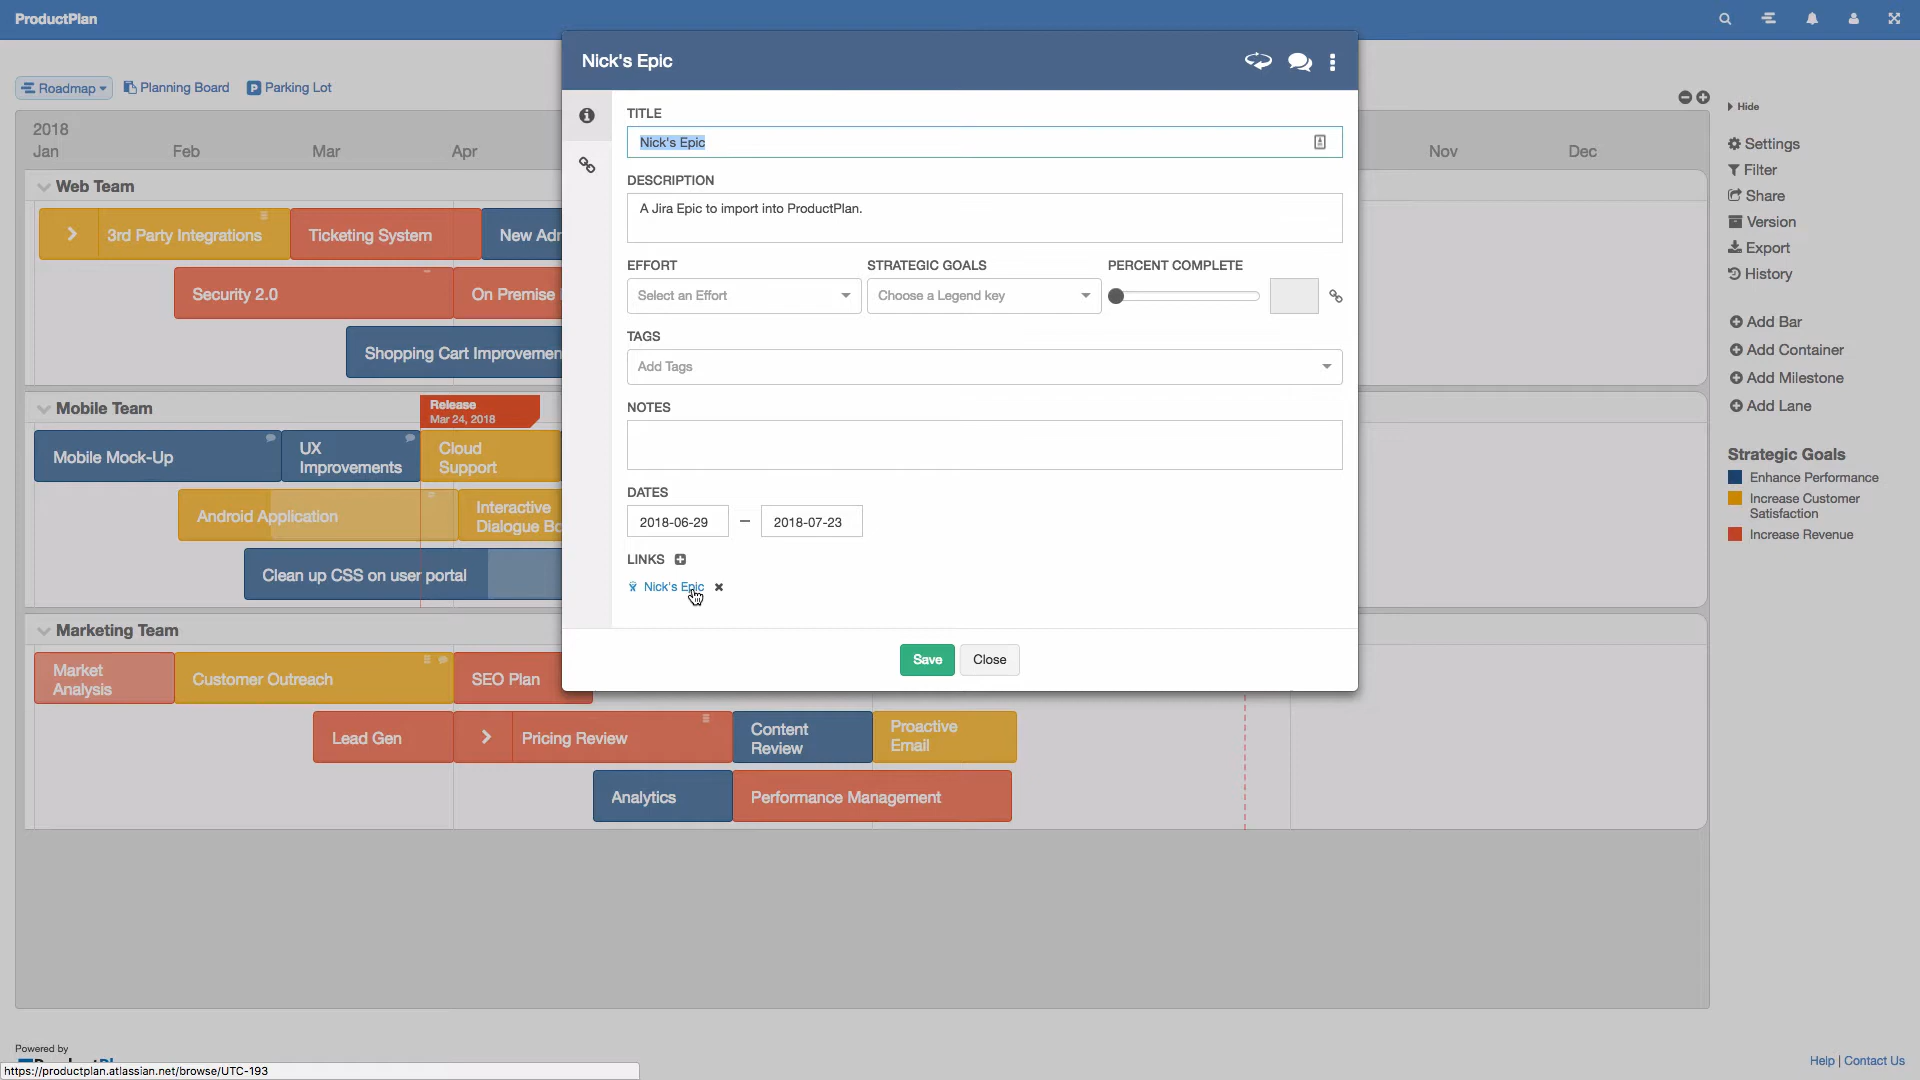 ProductPlan
Nick's Epic
Roadmap
Planning Board
Parking Lot
Hide
2018
Jan
Feb
Mar
Apr
Nov
Dec
Settings
Filter
Share
Version
Export
History
Add Bar
Add Container
Add Milestone
Add Lane
Strategic Goals
Enhance Performance
Increase Customer
Satisfaction
Increase Revenue
Web Team
3rd Party Integrations
Ticketing System
New Adr
Security 2.0
On Premise
Shopping Cart Improvemen
Mobile Team
Release
Mar 24, 2018
Mobile Mock-Up
UX
Improvements
Cloud
Support
Android Application
Interactive
Dialogue Bo
Clean up CSS on user portal
Marketing Team
Market
Analysis
Customer Outreach
SEO Plan
Lead Gen
Pricing Review
Content
Review
Proactive
Email
Analytics
Performance Management
TITLE
Nick's Epic
DESCRIPTION
A Jira Epic to import into ProductPlan.
EFFORT
STRATEGIC GOALS
PERCENT COMPLETE
Select an Effort
Choose a Legend key
TAGS
Add Tags
NOTES
DATES
2018-06-29 – 2018-07-23
LINKS
Nick's Epic
Save
Close
Powered by
Help | Contact Us
https://productplan.atlassian.net/browse/UTC-193